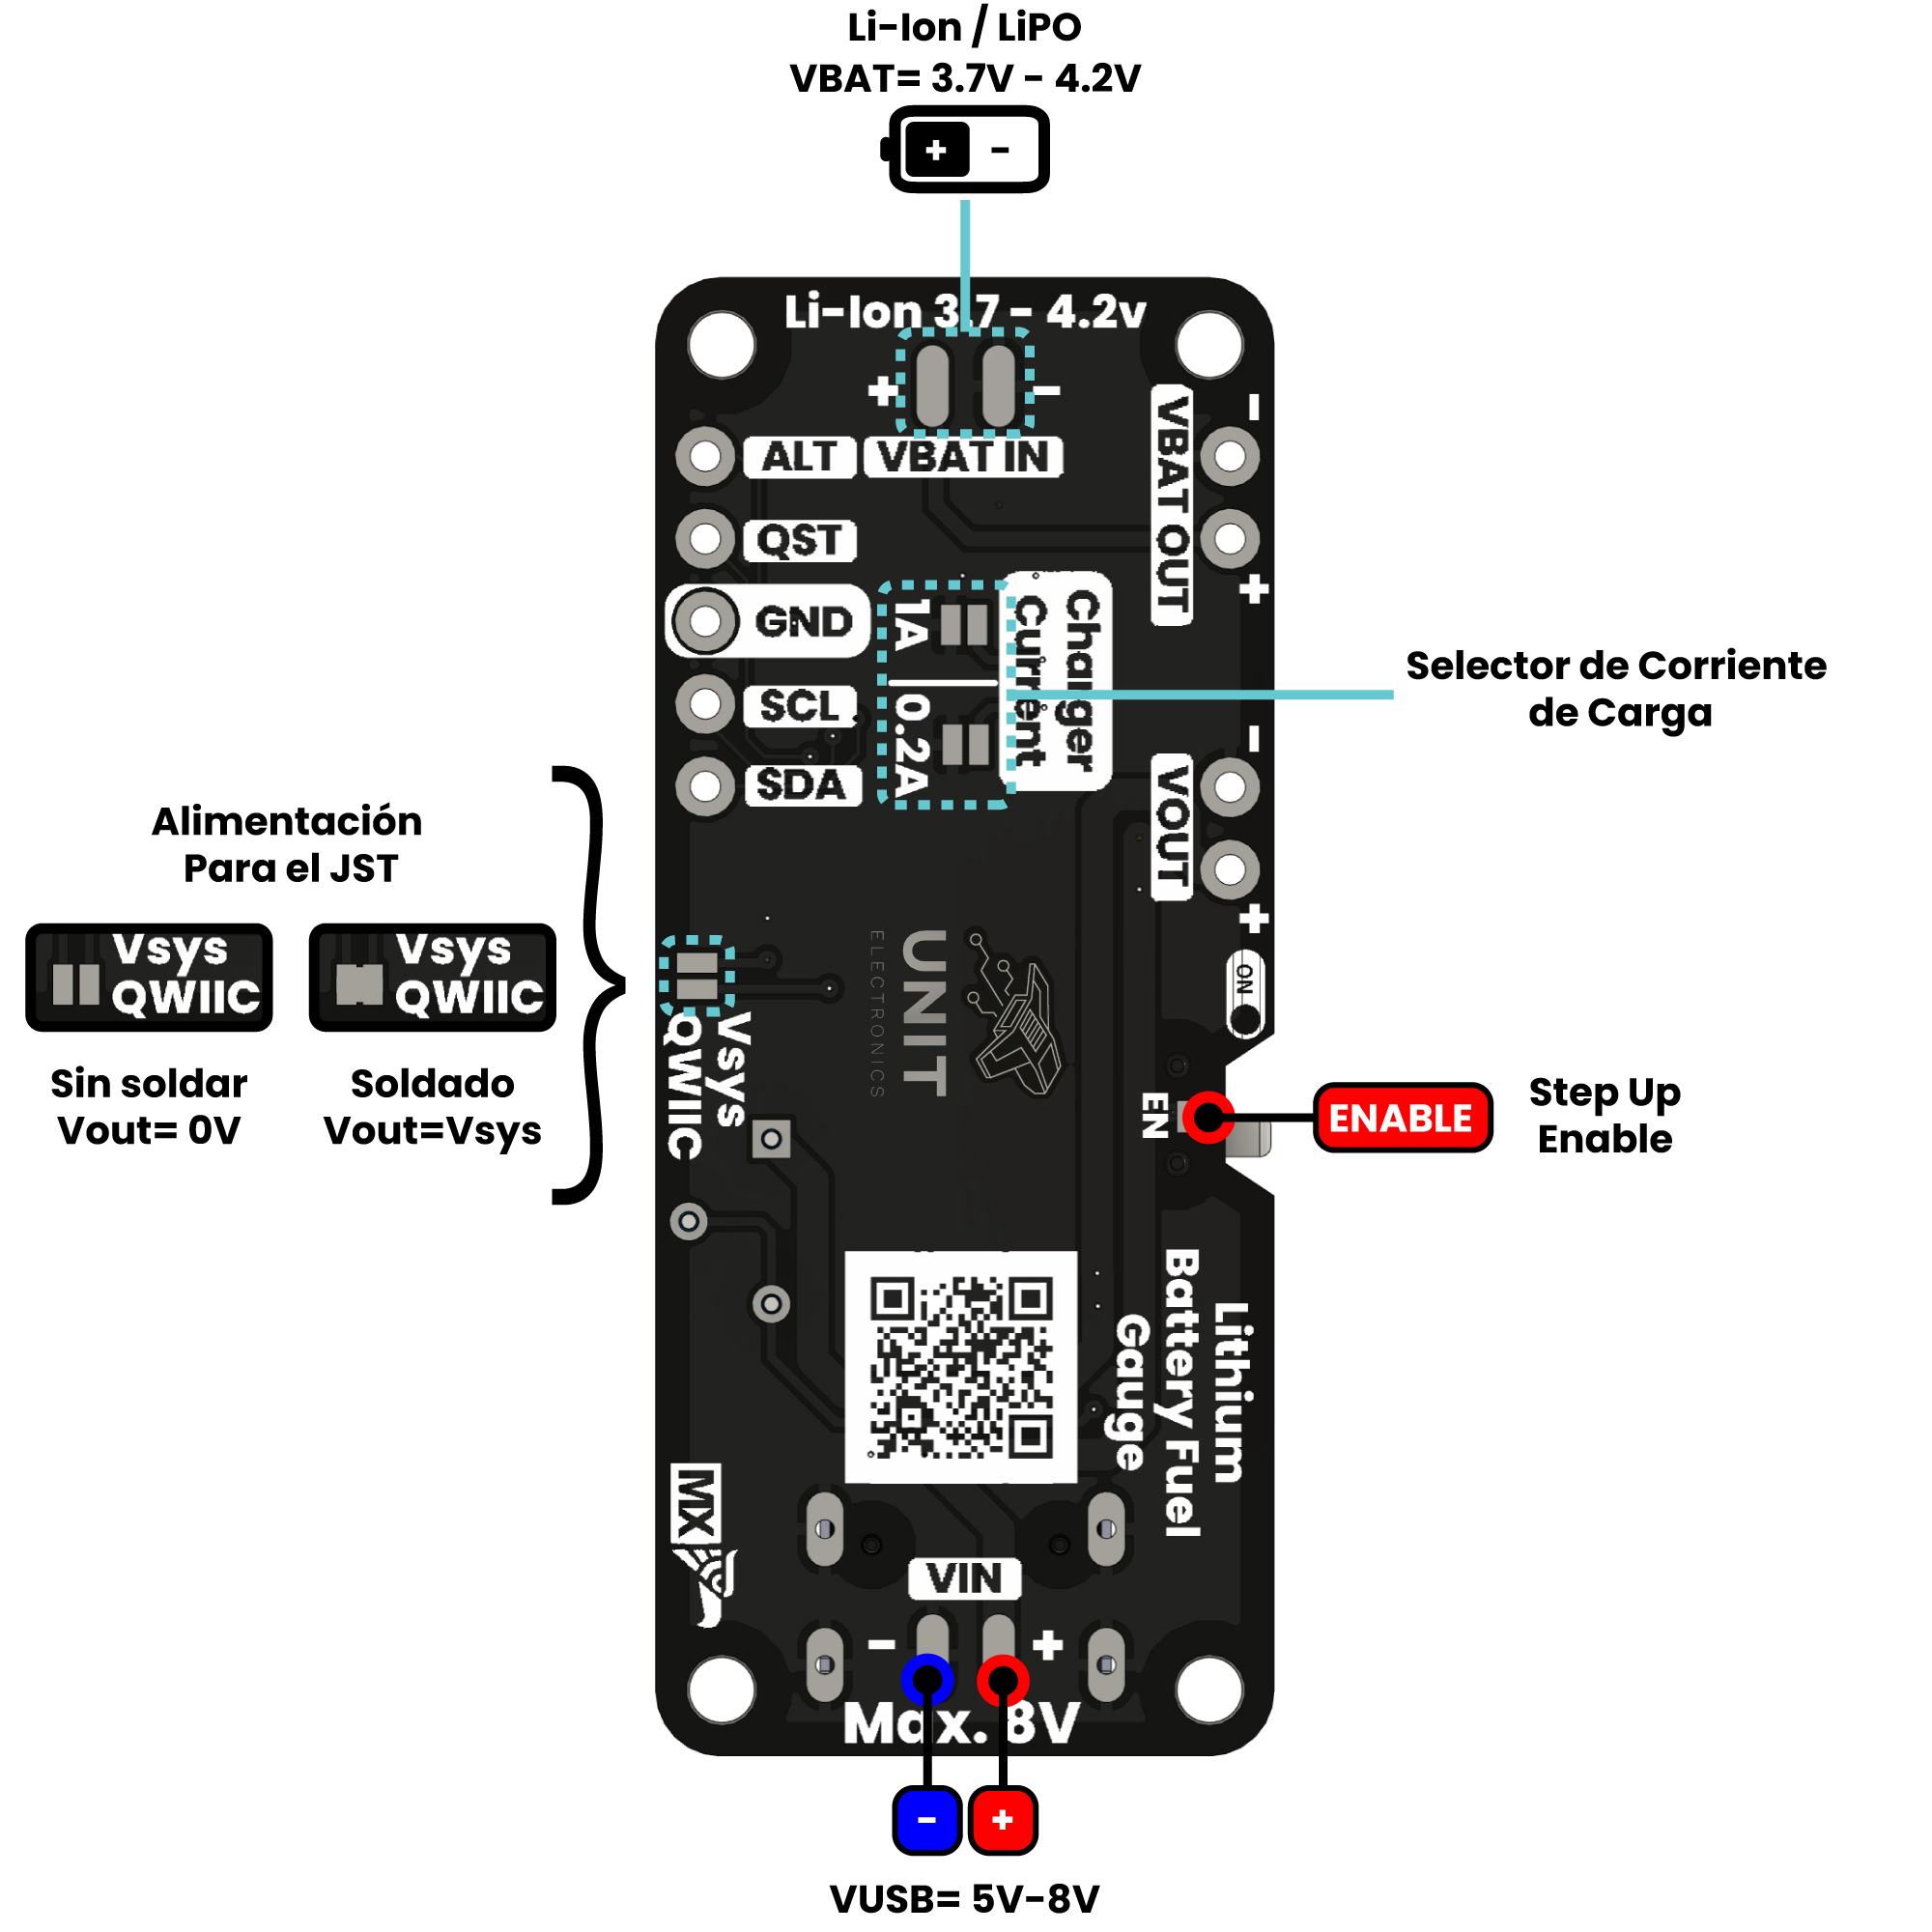 Li-Ion / LiPO
VBAT= 3.7V - 4.2V
+ -
Li-Ion 3.7 - 4.2v
+ -
VBAT IN
ALT
QST
GND
SCL
SDA
1A
0.2A
Charger
Current
-
VBAT OUT
+
Selector de Corriente
de Carga
-
VOUT
+
ON
Alimentación
Para el JST
Vsys
QWIIC
Sin soldar
Vout= 0V
Vsys
QWIIC
Soldado
Vout=Vsys
Vsys
QWIIC
UNIT
ELECTRONICS
EN
ENABLE
Step Up
Enable
Lithium
Battery Fuel
Gauge
MX
VIN
- +
Max. 8V
- +
VUSB= 5V-8V